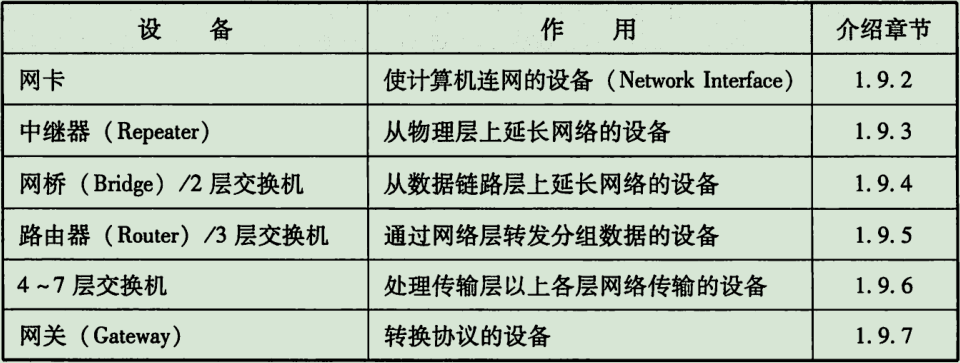 设 备 作 用 介绍章节
网卡 使计算机连网的设备（Network Interface） 1.9.2
中继器（Repeater） 从物理层上延长网络的设备 1.9.3
网桥（Bridge）/2 层交换机 从数据链路层上延长网络的设备 1.9.4
路由器（Router）/3 层交换机 通过网络层转发分组数据的设备 1.9.5
4~7 层交换机 处理传输层以上各层网络传输的设备 1.9.6
网关（Gateway） 转换协议的设备 1.9.7